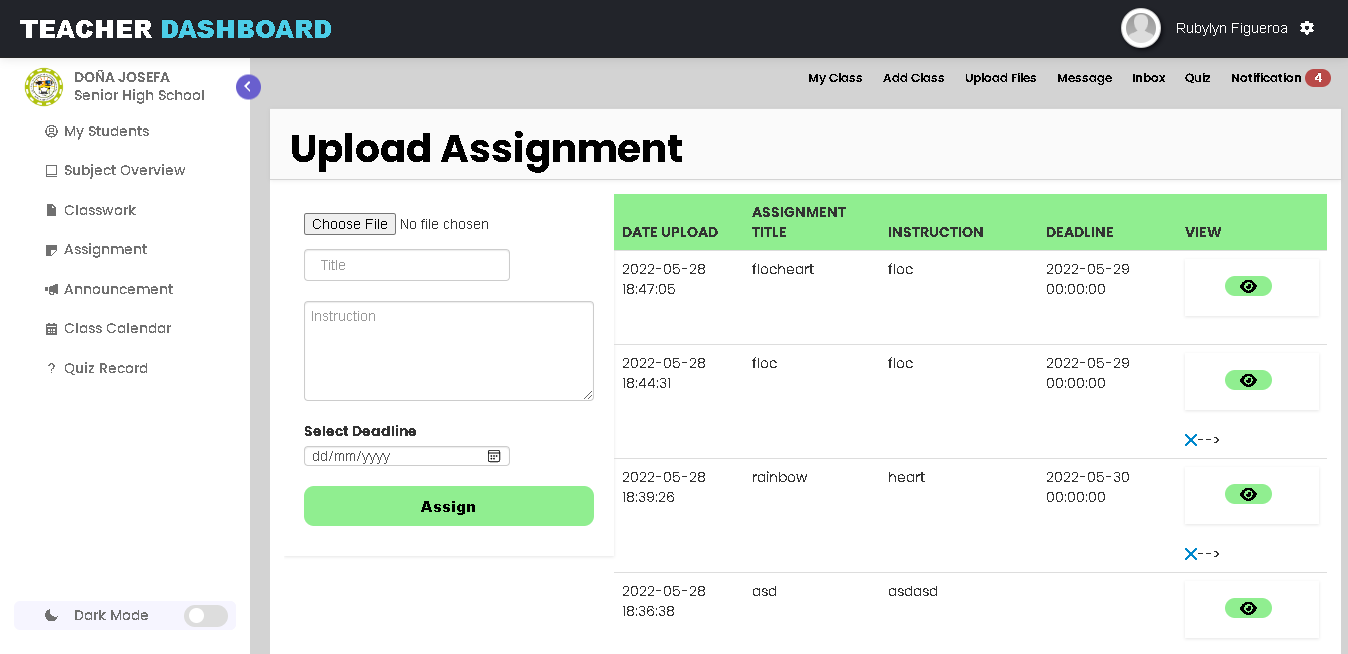 TEACHER DASHBOARD
Rubylyn Figueroa
DOÑA JOSEFA
Senior High School
My Class Add Class Upload Files Message Inbox Quiz Notification 4
My Students
Subject Overview
Classwork
Assignment
Announcement
Class Calendar
? Quiz Record
Dark Mode
Upload Assignment
Choose File No file chosen
Title
Instruction
Select Deadline
dd/mm/yyyy
Assign
DATE UPLOAD ASSIGNMENT TITLE INSTRUCTION DEADLINE VIEW
2022-05-28 flocheart floc 2022-05-29
18:47:05 00:00:00
2022-05-28 floc floc 2022-05-29
18:44:31 00:00:00
-->
2022-05-28 rainbow heart 2022-05-30
18:39:26 00:00:00
-->
2022-05-28 asd asdasd
18:36:38